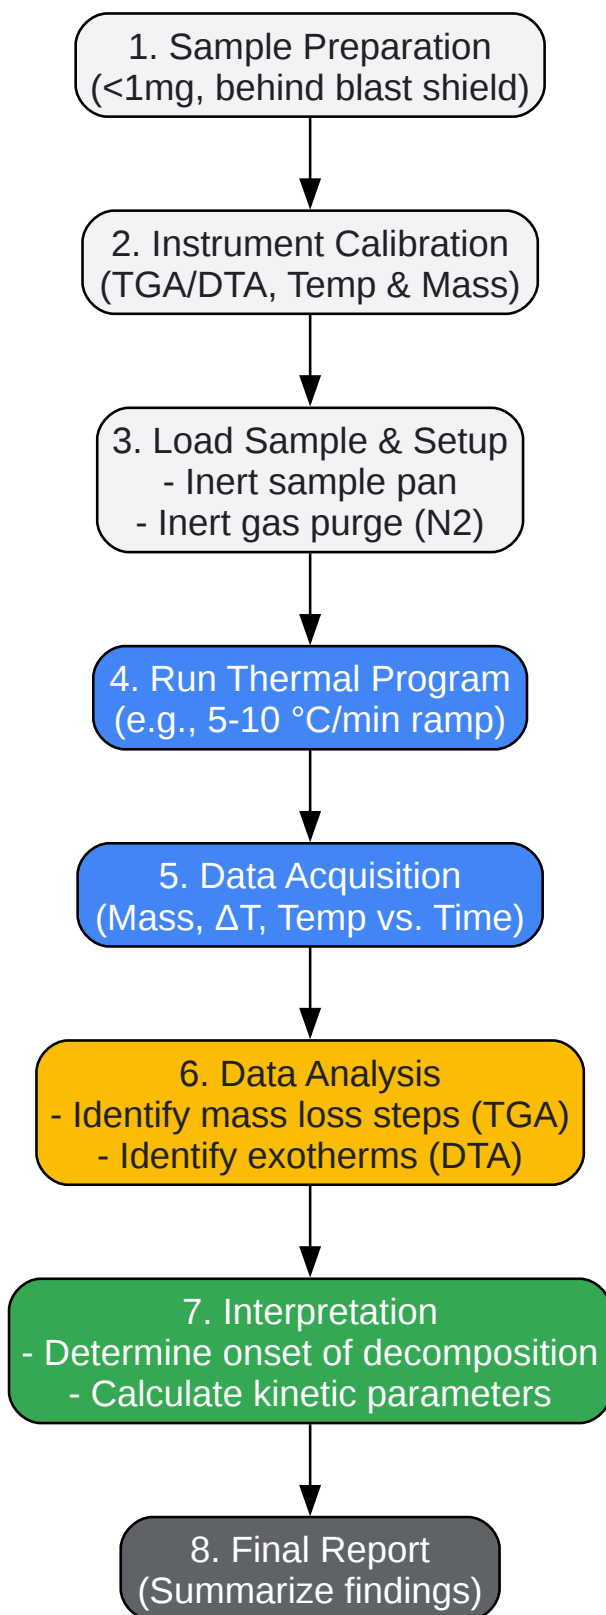 1. Sample Preparation
(<1mg, behind blast shield)
2. Instrument Calibration
(TGA/DTA, Temp & Mass)
3. Load Sample & Setup
- Inert sample pan
- Inert gas purge (N2)
4. Run Thermal Program
(e.g., 5-10 °C/min ramp)
5. Data Acquisition
(Mass, ΔT, Temp vs. Time)
6. Data Analysis
- Identify mass loss steps (TGA)
- Identify exotherms (DTA)
7. Interpretation
- Determine onset of decomposition
- Calculate kinetic parameters
8. Final Report
(Summarize findings)